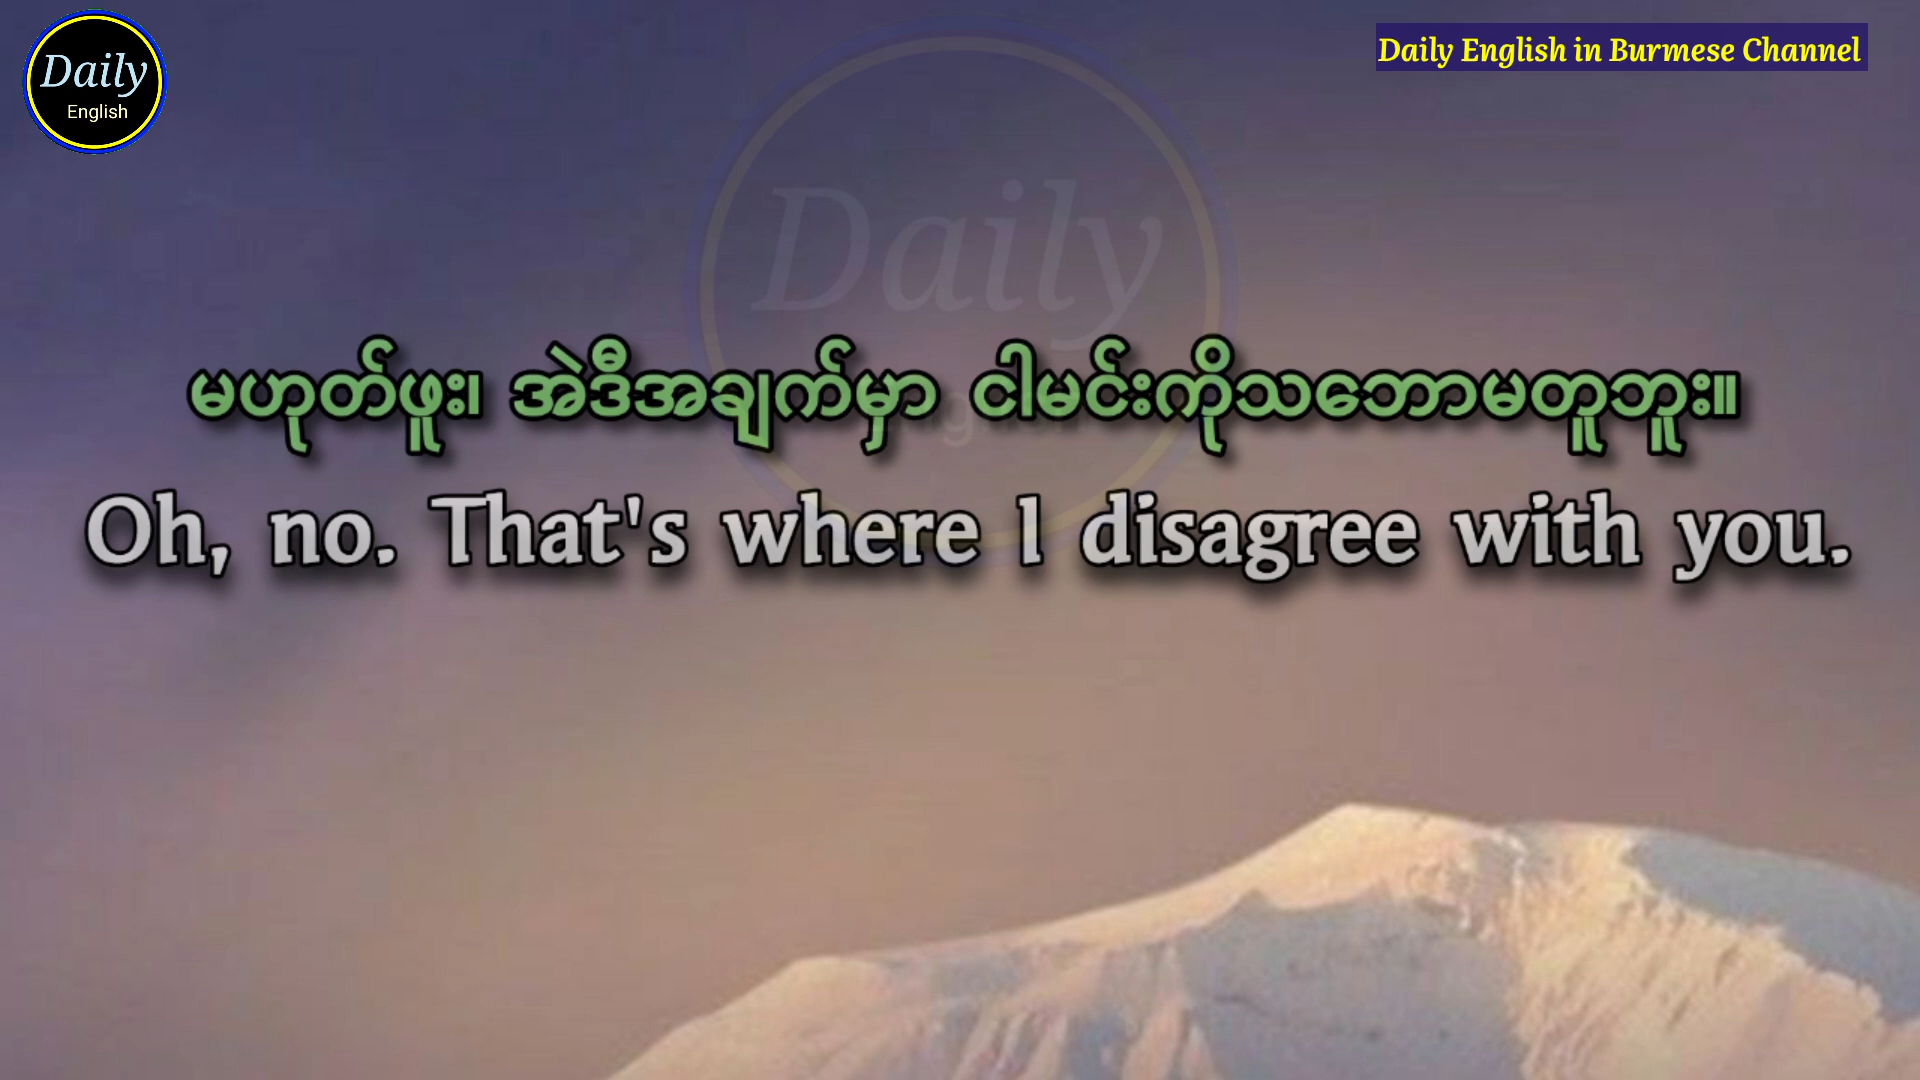 Daily
English
Daily English in Burmese Channel
Daily
မဟုတ်ဖူး၊ အဲဒီအချက်မှာ ငါမင်းကိုသဘောမတူဘူး။
Oh, no. That's where I disagree with you.